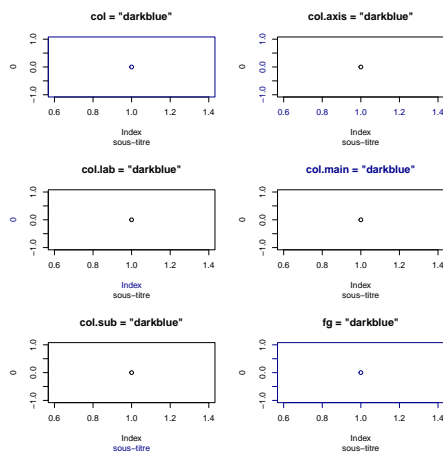 col = "darkblue"
0
1.0
0.0
−1.0
0.6 0.8 1.0 1.2 1.4
Index
sous−titre
col.axis = "darkblue"
0
1.0
0.0
−1.0
0.6 0.8 1.0 1.2 1.4
Index
sous−titre
col.lab = "darkblue"
0
1.0
0.0
−1.0
0.6 0.8 1.0 1.2 1.4
Index
sous−titre
col.main = "darkblue"
0
1.0
0.0
−1.0
0.6 0.8 1.0 1.2 1.4
Index
sous−titre
col.sub = "darkblue"
0
1.0
0.0
−1.0
0.6 0.8 1.0 1.2 1.4
Index
sous−titre
fg = "darkblue"
0
1.0
0.0
−1.0
0.6 0.8 1.0 1.2 1.4
Index
sous−titre